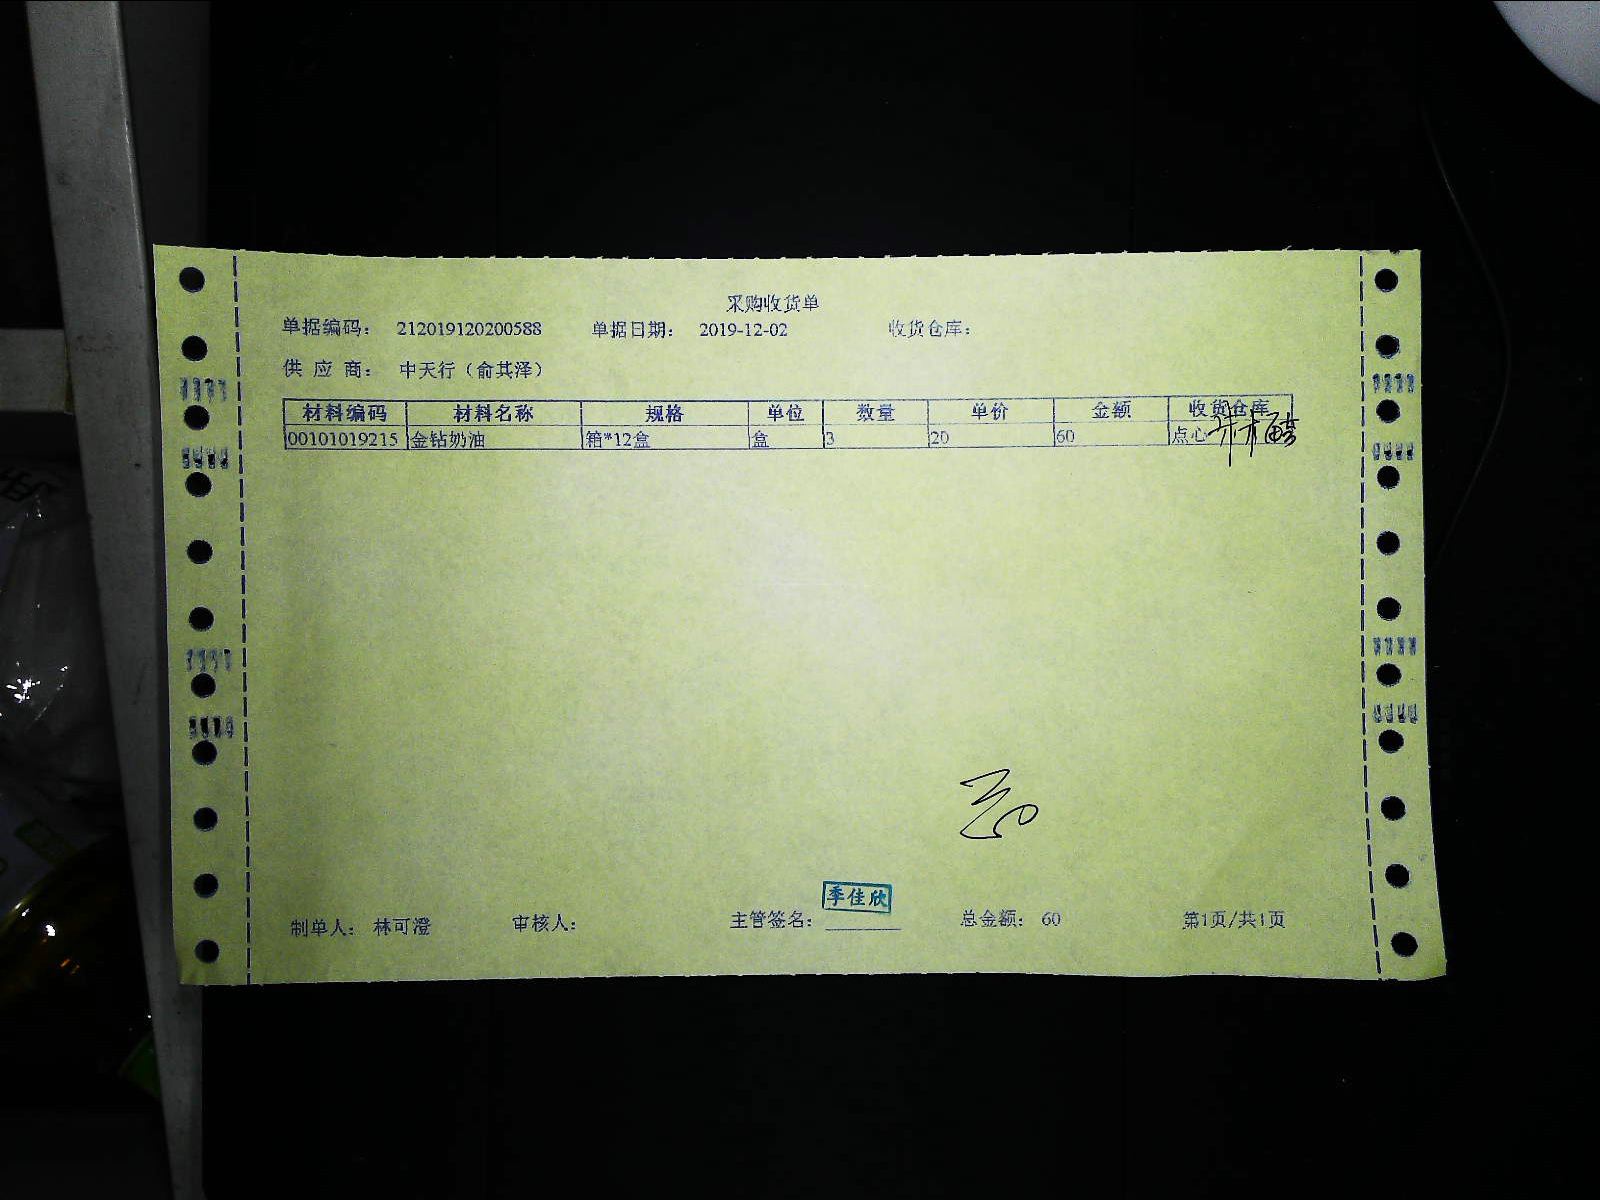 采购收货单
单据编码： 212019120200588 单据日期： 2019-12-02 收货仓库：
供 应 商： 中天行（俞其泽）
材料编码 材料名称 规格 单位 数量 单价 金额 收货仓库
00101019215 金钻奶油 箱*12盒 盒 3 20 60 点心
季佳欣
制单人： 林可澄 审核人： 主管签名： 总金额： 60 第1页/共1页